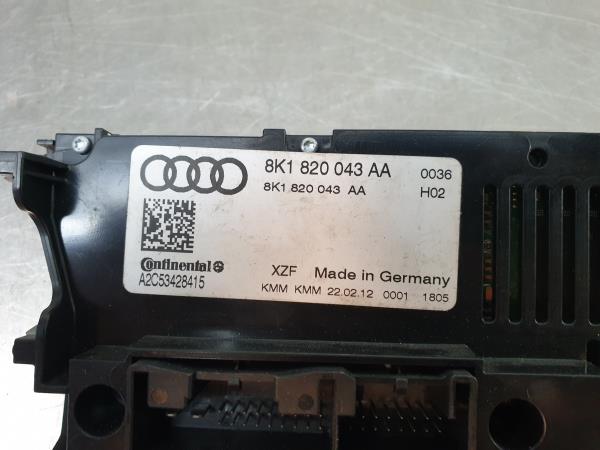 8K1 820 043 AA 0036
8K1 820 043 AA H02
Continental
A2C53428415
XZF Made in Germany
KMM KMM 22.02.12 0001 1805